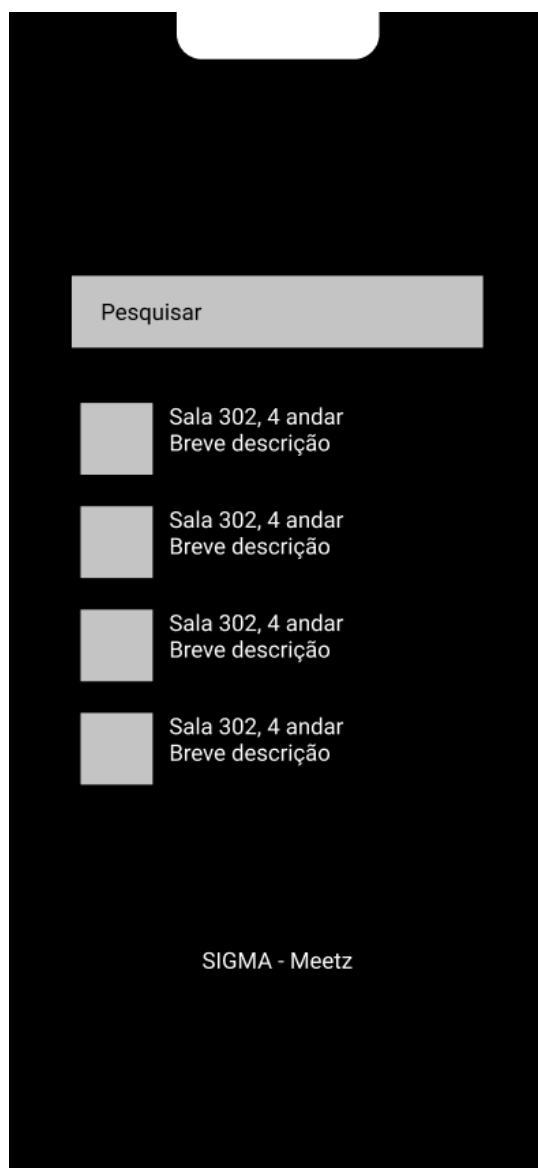 Pesquisar
Sala 302, 4 andar
Breve descrição
Sala 302, 4 andar
Breve descrição
Sala 302, 4 andar
Breve descrição
Sala 302, 4 andar
Breve descrição
SIGMA - Meetz